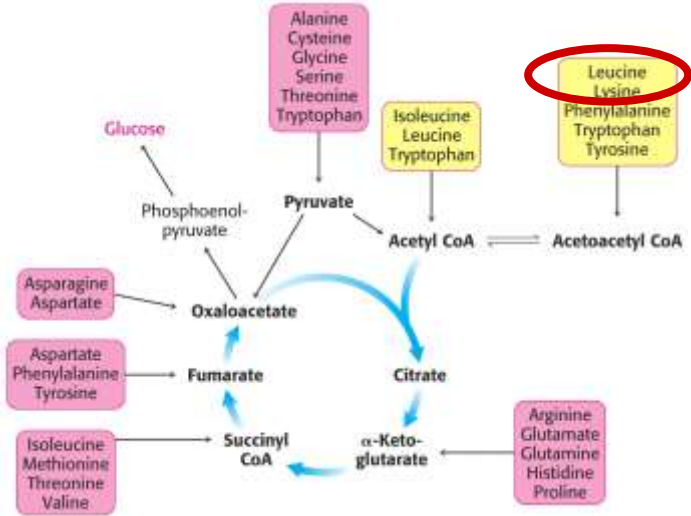 Alanine
Cysteine
Glycine
Serine
Threonine
Tryptophan
Leucine
Lysine
Phenylalanine
Tryptophan
Tyrosine
Isoleucine
Leucine
Tryptophan
Glucose
Phosphoenol-
pyruvate
Pyruvate
Acetyl CoA
Acetoacetyl CoA
Asparagine
Aspartate
Oxaloacetate
Aspartate
Phenylalanine
Tyrosine
Fumarate
Citrate
Isoleucine
Methionine
Threonine
Valine
Succinyl
CoA
α-Keto-
glutarate
Arginine
Glutamate
Glutamine
Histidine
Proline